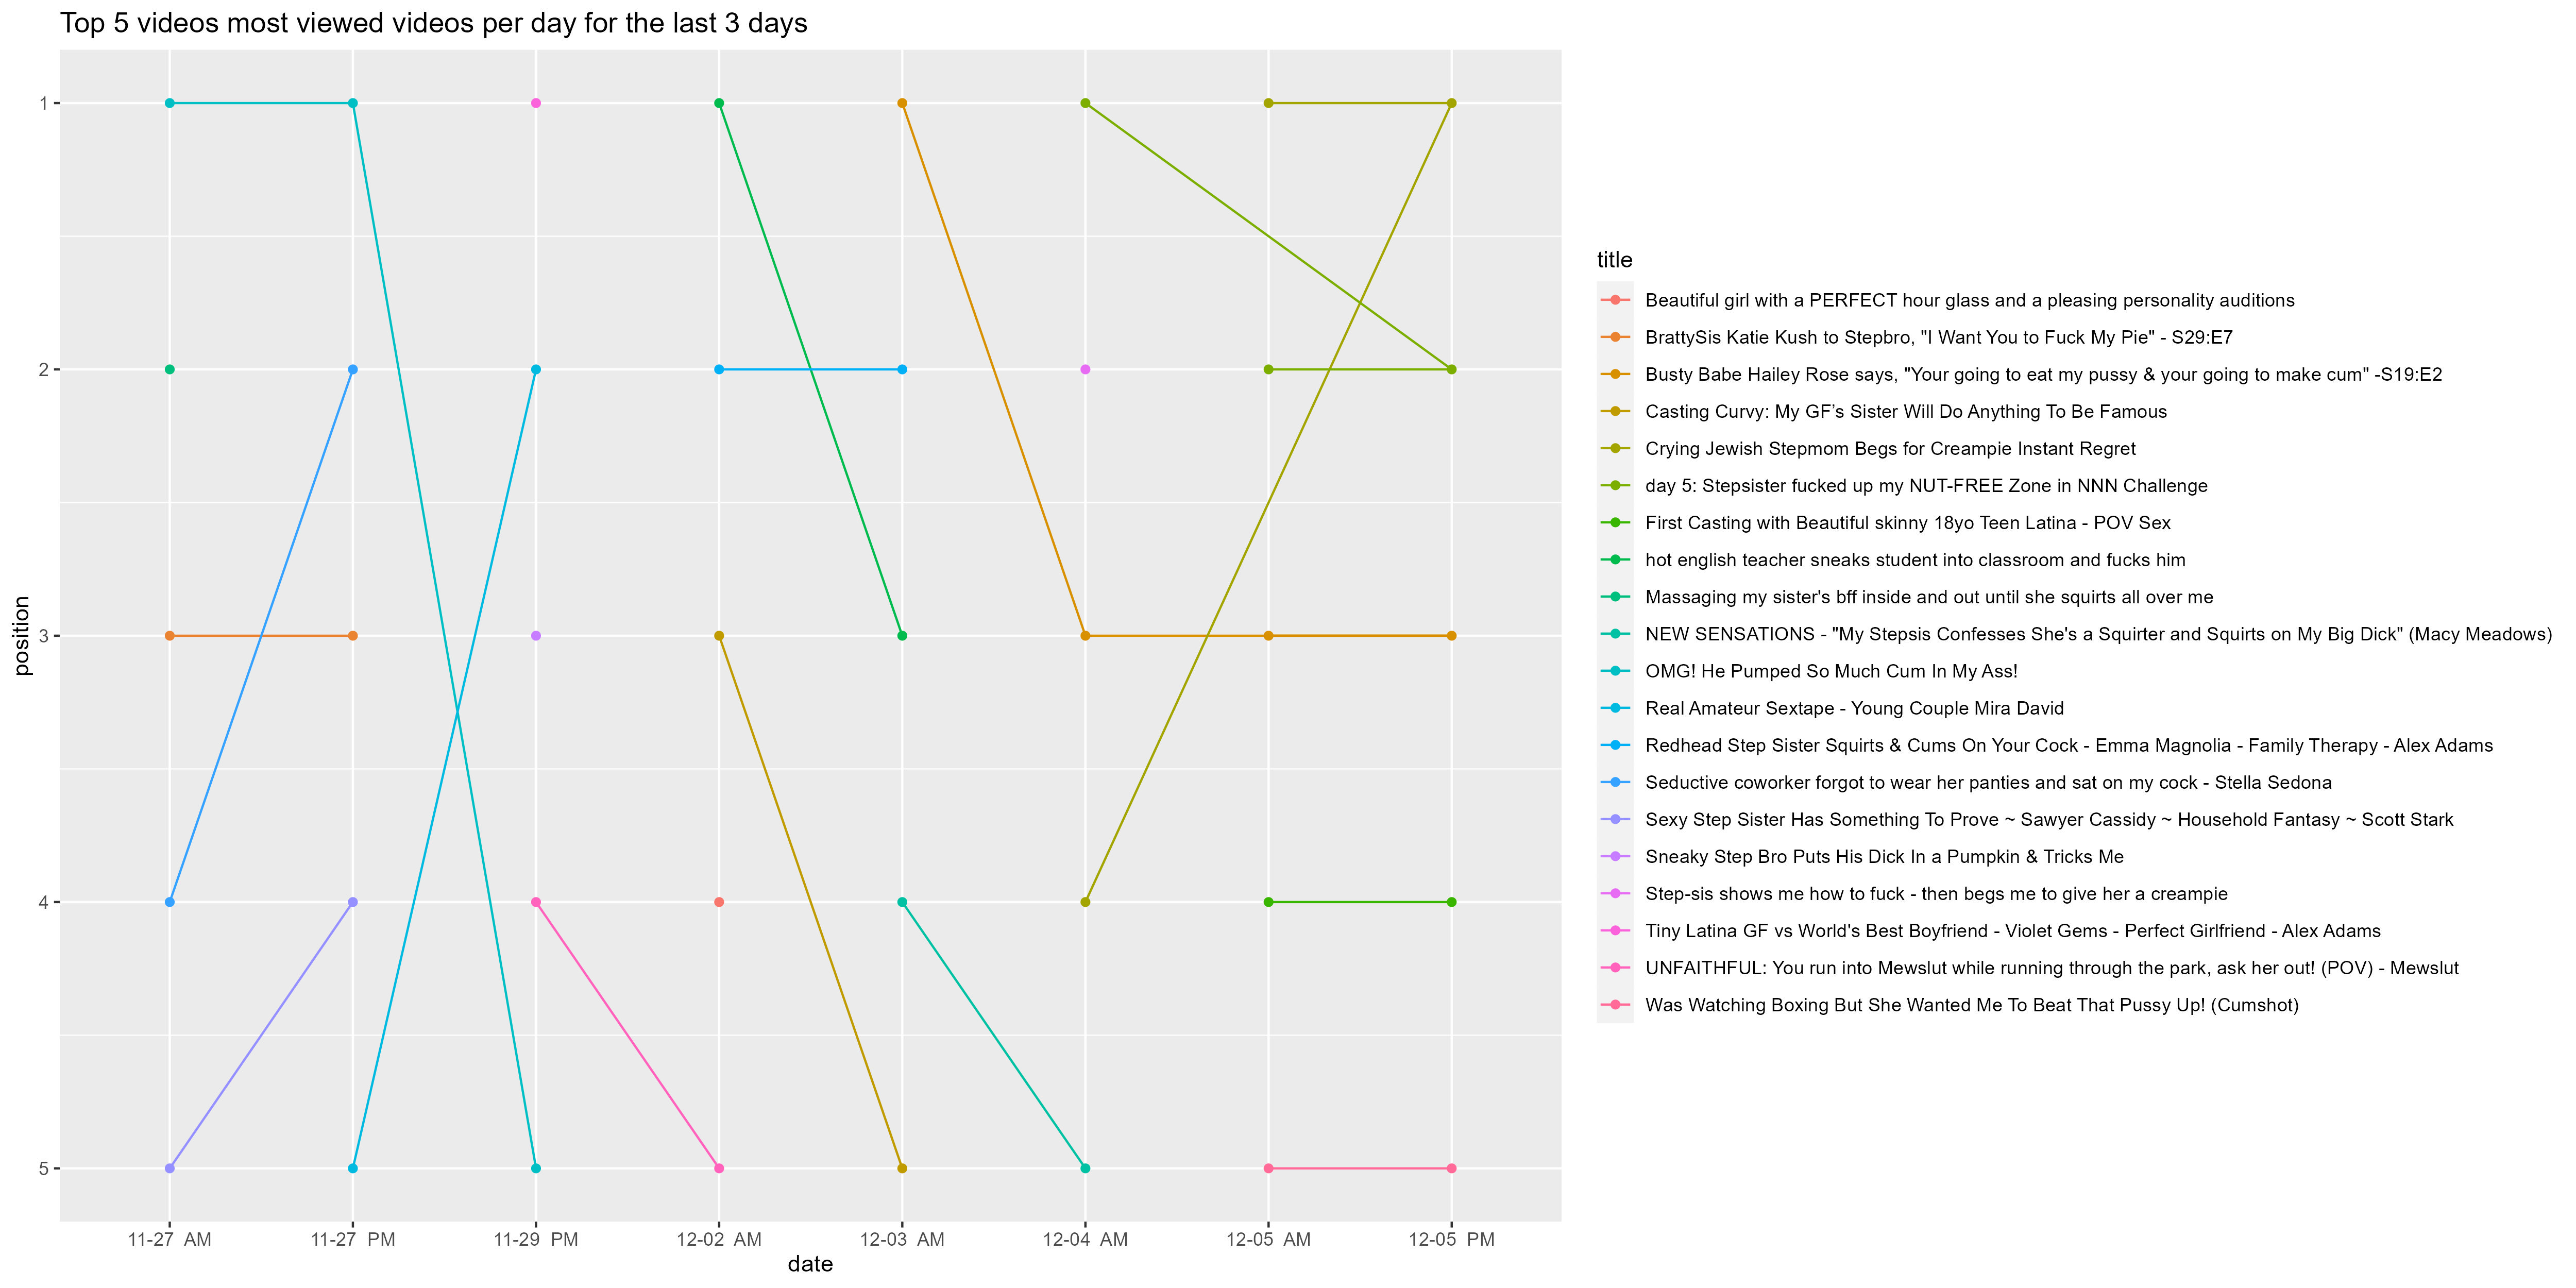 Top 5 videos most viewed videos per day for the last 3 days
position
1
2
3
4
5
11-27 AM
11-27 PM
11-29 PM
12-02 AM
12-03 AM
12-04 AM
12-05 AM
12-05 PM
date
title
Beautiful girl with a PERFECT hour glass and a pleasing personality auditions
BrattySis Katie Kush to Stepbro, "I Want You to Fuck My Pie" - S29:E7
Busty Babe Hailey Rose says, "Your going to eat my pussy & your going to make cum" -S19:E2
Casting Curvy: My GF's Sister Will Do Anything To Be Famous
Crying Jewish Stepmom Begs for Creampie Instant Regret
day 5: Stepsister fucked up my NUT-FREE Zone in NNN Challenge
First Casting with Beautiful skinny 18yo Teen Latina - POV Sex
hot english teacher sneaks student into classroom and fucks him
Massaging my sister's bff inside and out until she squirts all over me
NEW SENSATIONS - "My Stepsis Confesses She's a Squirter and Squirts on My Big Dick" (Macy Meadows)
OMG! He Pumped So Much Cum In My Ass!
Real Amateur Sextape - Young Couple Mira David
Redhead Step Sister Squirts & Cums On Your Cock - Emma Magnolia - Family Therapy - Alex Adams
Seductive coworker forgot to wear her panties and sat on my cock - Stella Sedona
Sexy Step Sister Has Something To Prove ~ Sawyer Cassidy ~ Household Fantasy ~ Scott Stark
Sneaky Step Bro Puts His Dick In a Pumpkin & Tricks Me
Step-sis shows me how to fuck - then begs me to give her a creampie
Tiny Latina GF vs World's Best Boyfriend - Violet Gems - Perfect Girlfriend - Alex Adams
UNFAITHFUL: You run into Mewslut while running through the park, ask her out! (POV) - Mewslut
Was Watching Boxing But She Wanted Me To Beat That Pussy Up! (Cumshot)